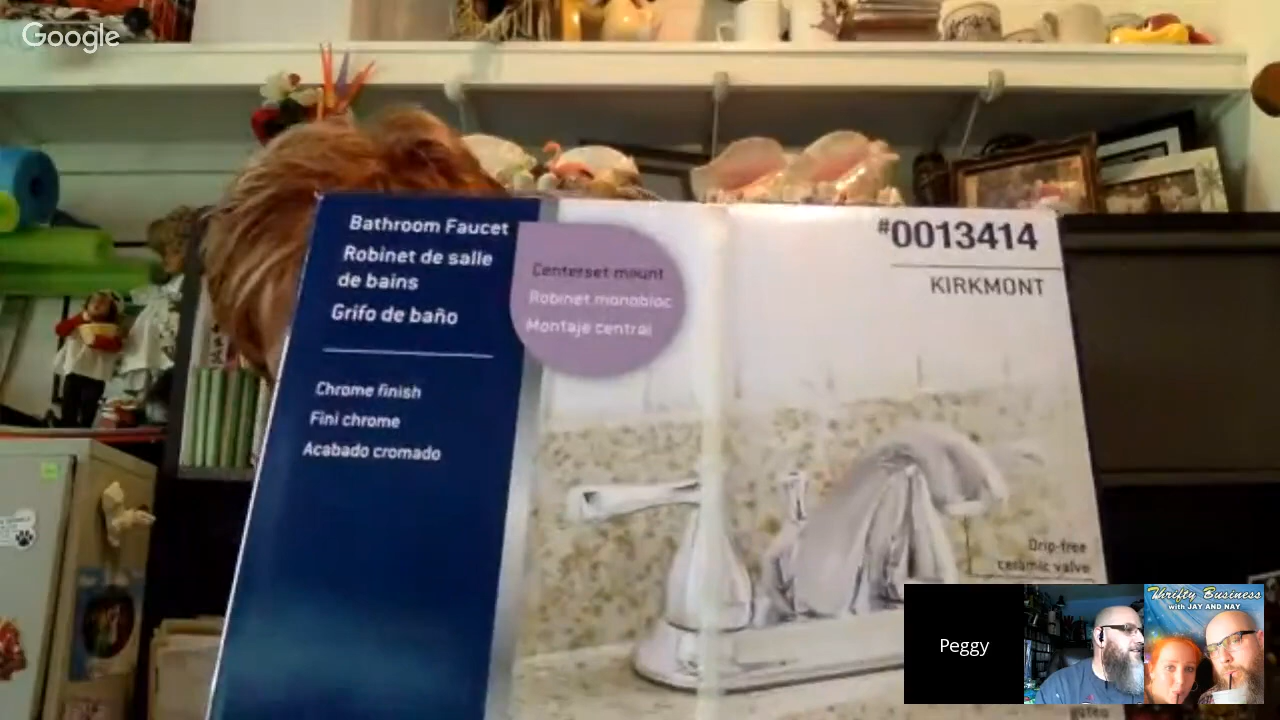 Google
Bathroom Faucet
Robinet de salle
de bains
Grifo de baño
Chrome finish
Fini chrome
Acabado cromado
Centerset mount
Robinet monobloc
Montaje central
#0013414
KIRKMONT
Drip-free
ceramic valve
Peggy
Thrifty Business
with JAY AND NAY